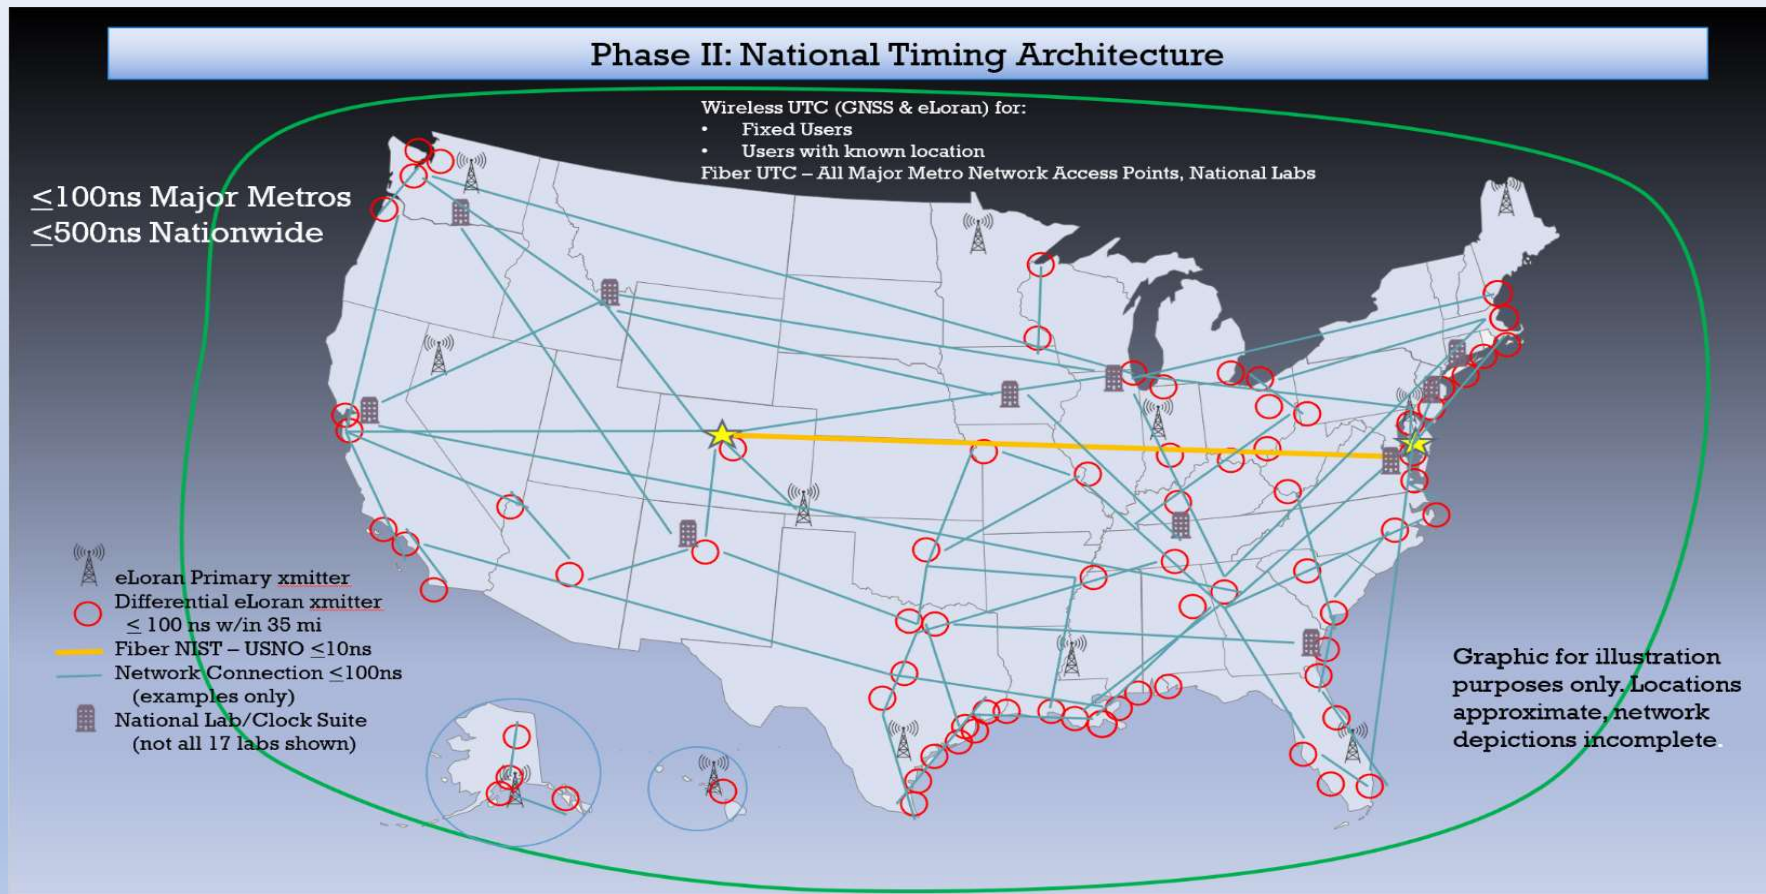 Phase II: National Timing Architecture
Wireless UTC (GNSS & eLoran) for:
• Fixed Users
• Users with known location
Fiber UTC – All Major Metro Network Access Points, National Labs
≤100ns Major Metros
≤500ns Nationwide
eLoran Primary xmitter
Differential eLoran xmitter
≤ 100 ns w/in 35 mi
Fiber NIST – USNO ≤10ns
Network Connection ≤100ns
(examples only)
National Lab/Clock Suite
(not all 17 labs shown)
Graphic for illustration
purposes only. Locations
approximate, network
depictions incomplete.